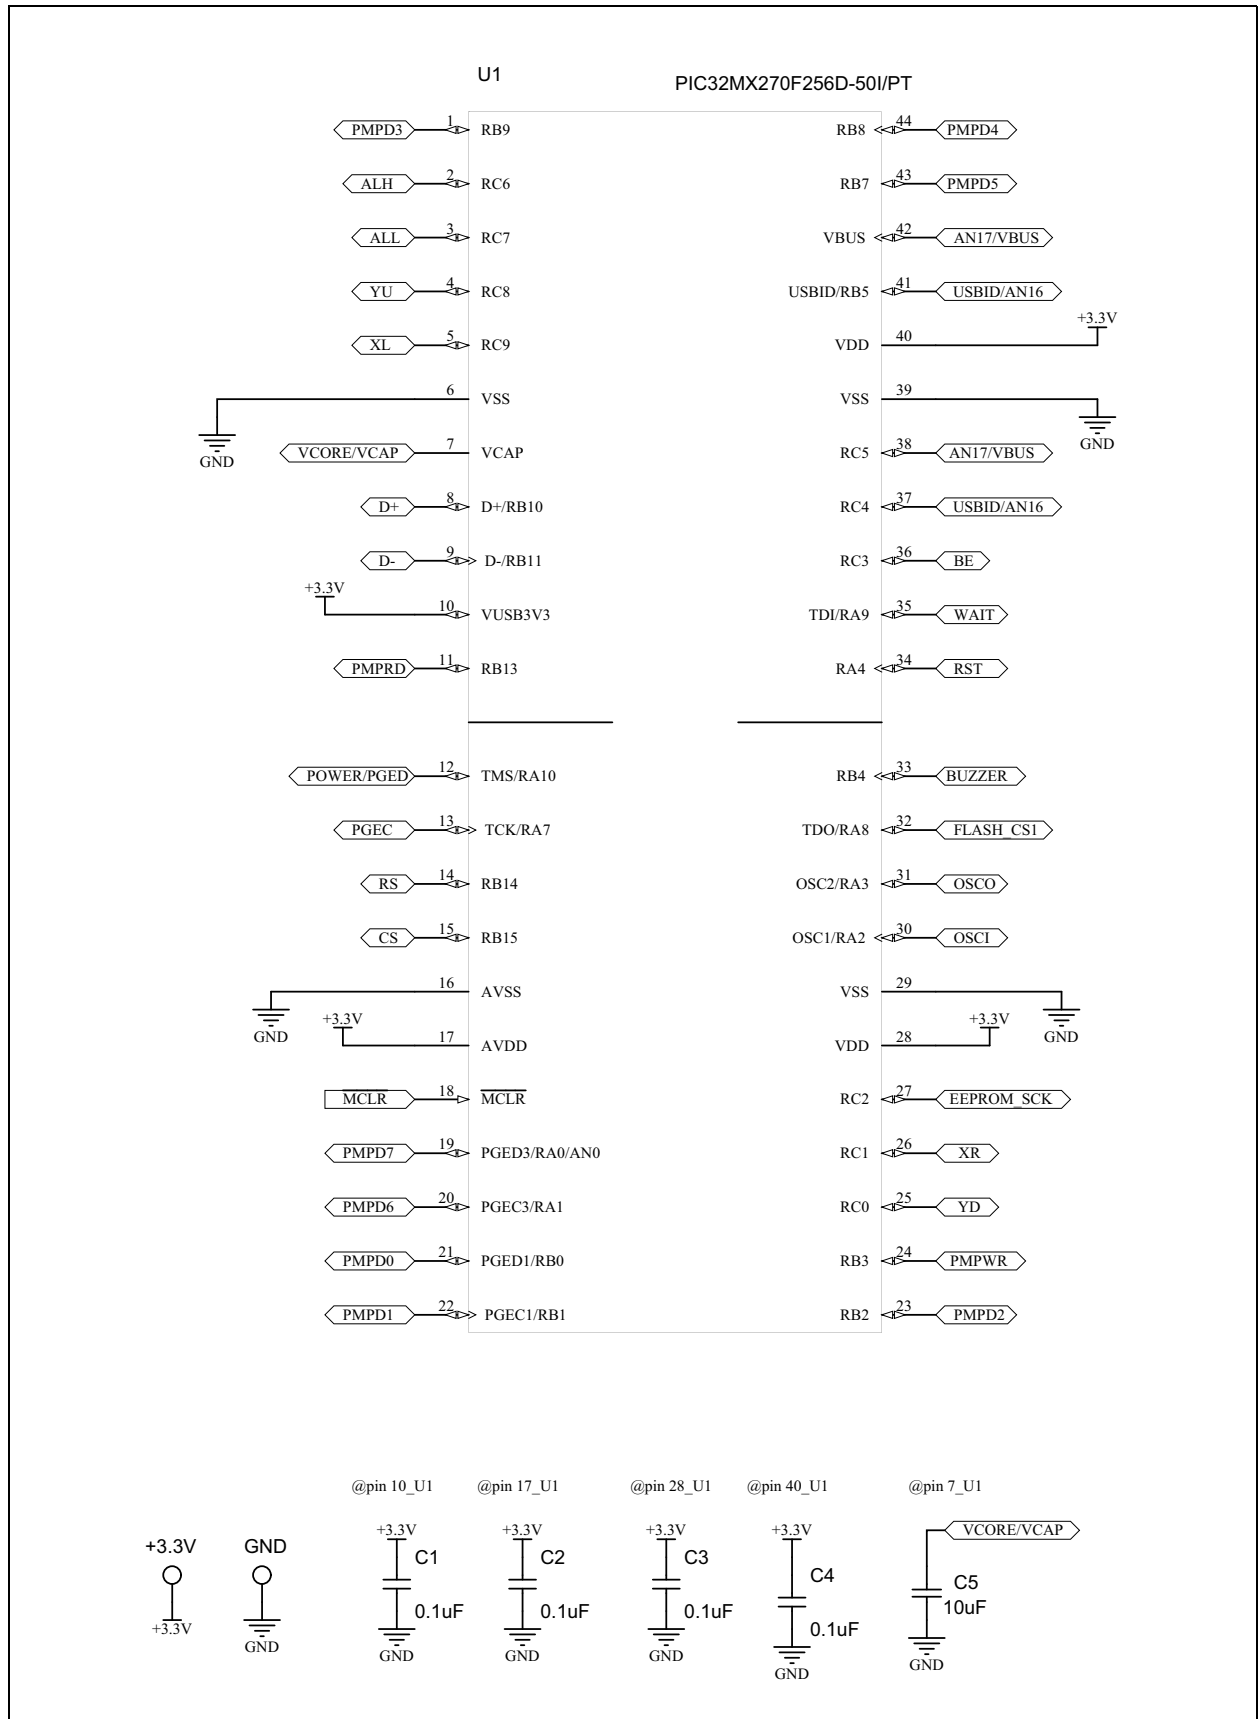 U1
PIC32MX270F256D-50I/PT
PMPD3 1 RB9 RB8 44 PMPD4
ALH 2 RC6 RB7 43 PMPD5
ALL 3 RC7 VBUS 42 AN17/VBUS
YU 4 RC8 USBID/RB5 41 USBID/AN16
+3.3V
XL 5 RC9 VDD 40
6 VSS VSS 39
GND
GND
VCORE/VCAP 7 VCAP RC5 38 AN17/VBUS
D+ 8 D+/RB10 RC4 37 USBID/AN16
D- 9 D-/RB11 RC3 36 BE
+3.3V
10 VUSB3V3 TDI/RA9 35 WAIT
PMPRD 11 RB13 RA4 34 RST
POWER/PGED 12 TMS/RA10 RB4 33 BUZZER
PGEC 13 TCK/RA7 TDO/RA8 32 FLASH_CS1
RS 14 RB14 OSC2/RA3 31 OSCO
CS 15 RB15 OSC1/RA2 30 OSCI
16 AVSS VSS 29
GND +3.3V +3.3V GND
17 AVDD VDD 28
MCLR 18 MCLR RC2 27 EEPROM_SCK
PMPD7 19 PGED3/RA0/AN0 RC1 26 XR
PMPD6 20 PGEC3/RA1 RC0 25 YD
PMPD0 21 PGED1/RB0 RB3 24 PMPWR
PMPD1 22 PGEC1/RB1 RB2 23 PMPD2
@pin 10_U1 @pin 17_U1 @pin 28_U1 @pin 40_U1 @pin 7_U1
+3.3V +3.3V +3.3V +3.3V VCORE/VCAP
+3.3V GND C1 C2 C3 C4 C5
10uF
0.1uF 0.1uF 0.1uF 0.1uF
+3.3V GND GND GND GND GND GND